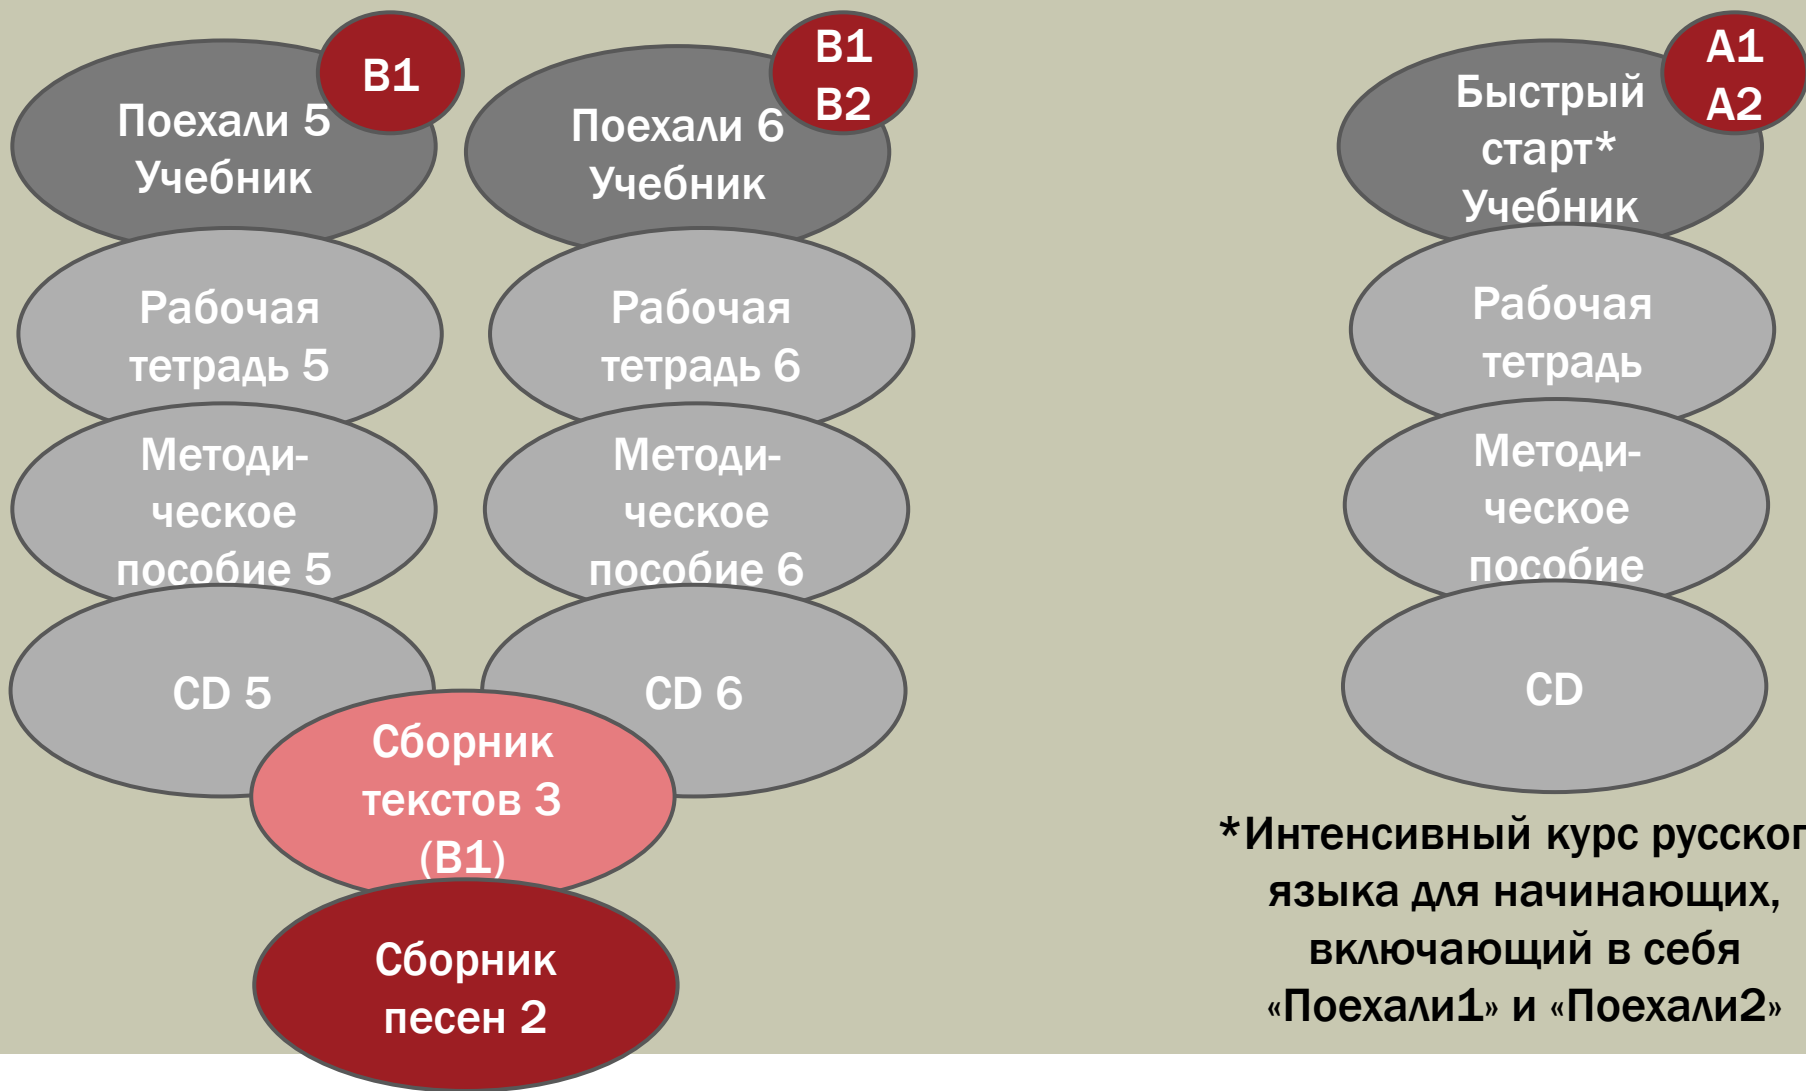 Поехали 5
Учебник
B1
Рабочая
тетрадь 5
Методи-
ческое
пособие 5
CD 5
Поехали 6
Учебник
B1
B2
Рабочая
тетрадь 6
Методи-
ческое
пособие 6
CD 6
Сборник
текстов 3
(B1)
Сборник
песен 2
Быстрый
старт*
Учебник
A1
A2
Рабочая
тетрадь
Методи-
ческое
пособие
CD
*Интенсивный курс русског
языка для начинающих,
включающий в себя
«Поехали1» и «Поехали2»